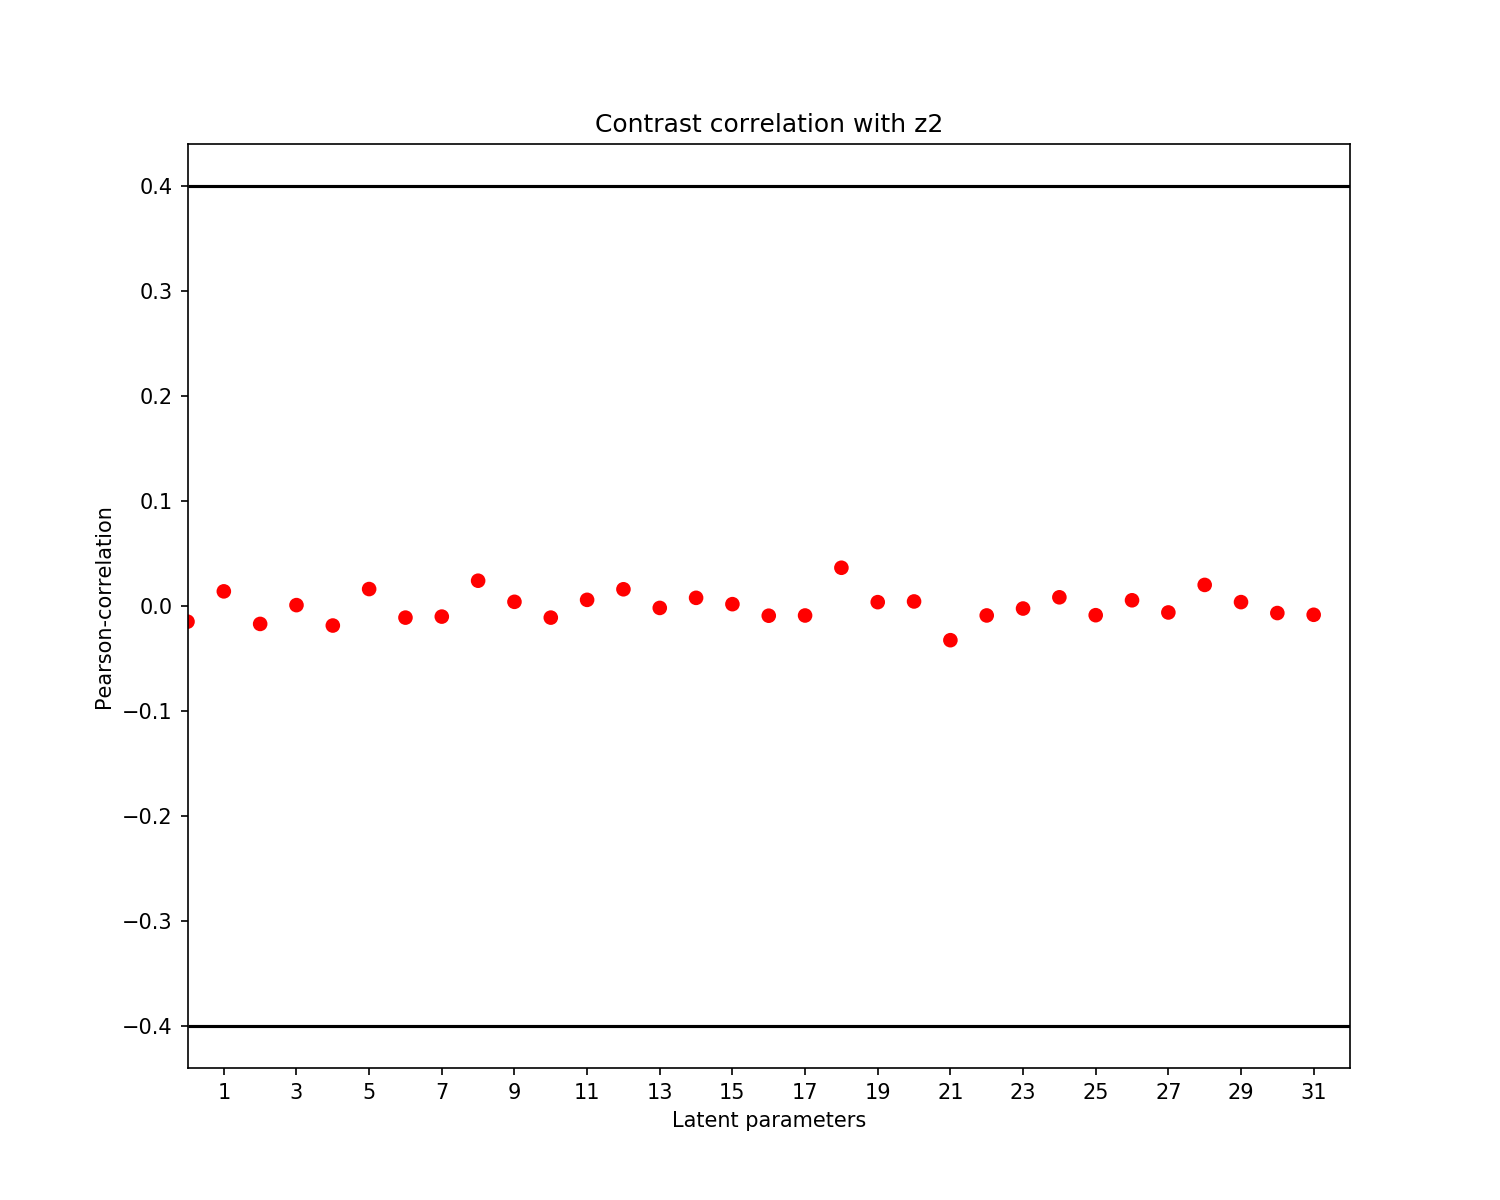 Contrast correlation with z2
0.4
0.3
0.2
0.1
0.0
−0.1
−0.2
−0.3
−0.4
Pearson-correlation
1 3 5 7 9 11 13 15 17 19 21 23 25 27 29 31
Latent parameters